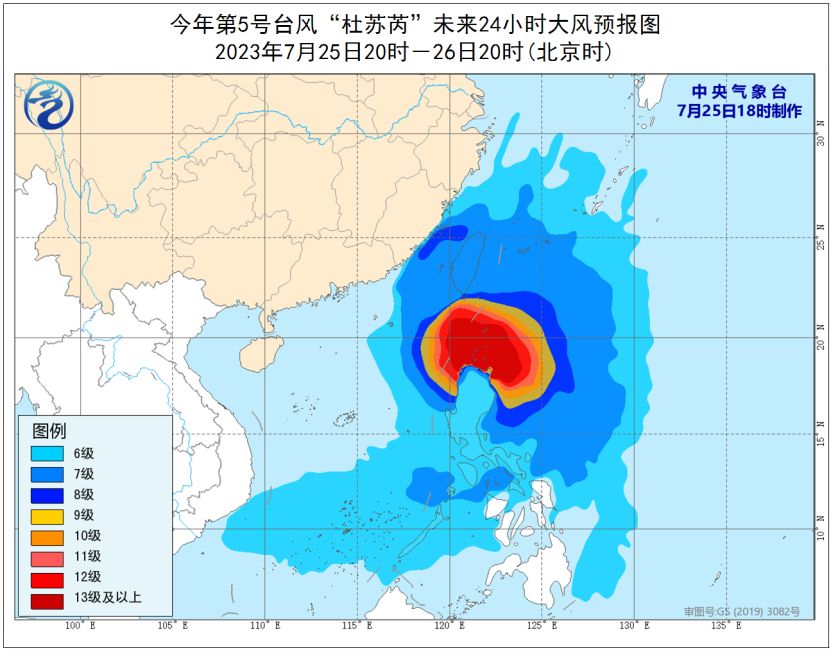 今年第5号台风“杜苏芮”未来24小时大风预报图
2023年7月25日20时－26日20时(北京时)
中央气象台
7月25日18时制作
30° N
25° N
20° N
15° N
10° N
图例
6级
7级
8级
9级
10级
11级
12级
13级及以上
审图号:GS (2019) 3082号
100° E
105° E
110° E
115° E
120° E
125° E
130° E
135° E